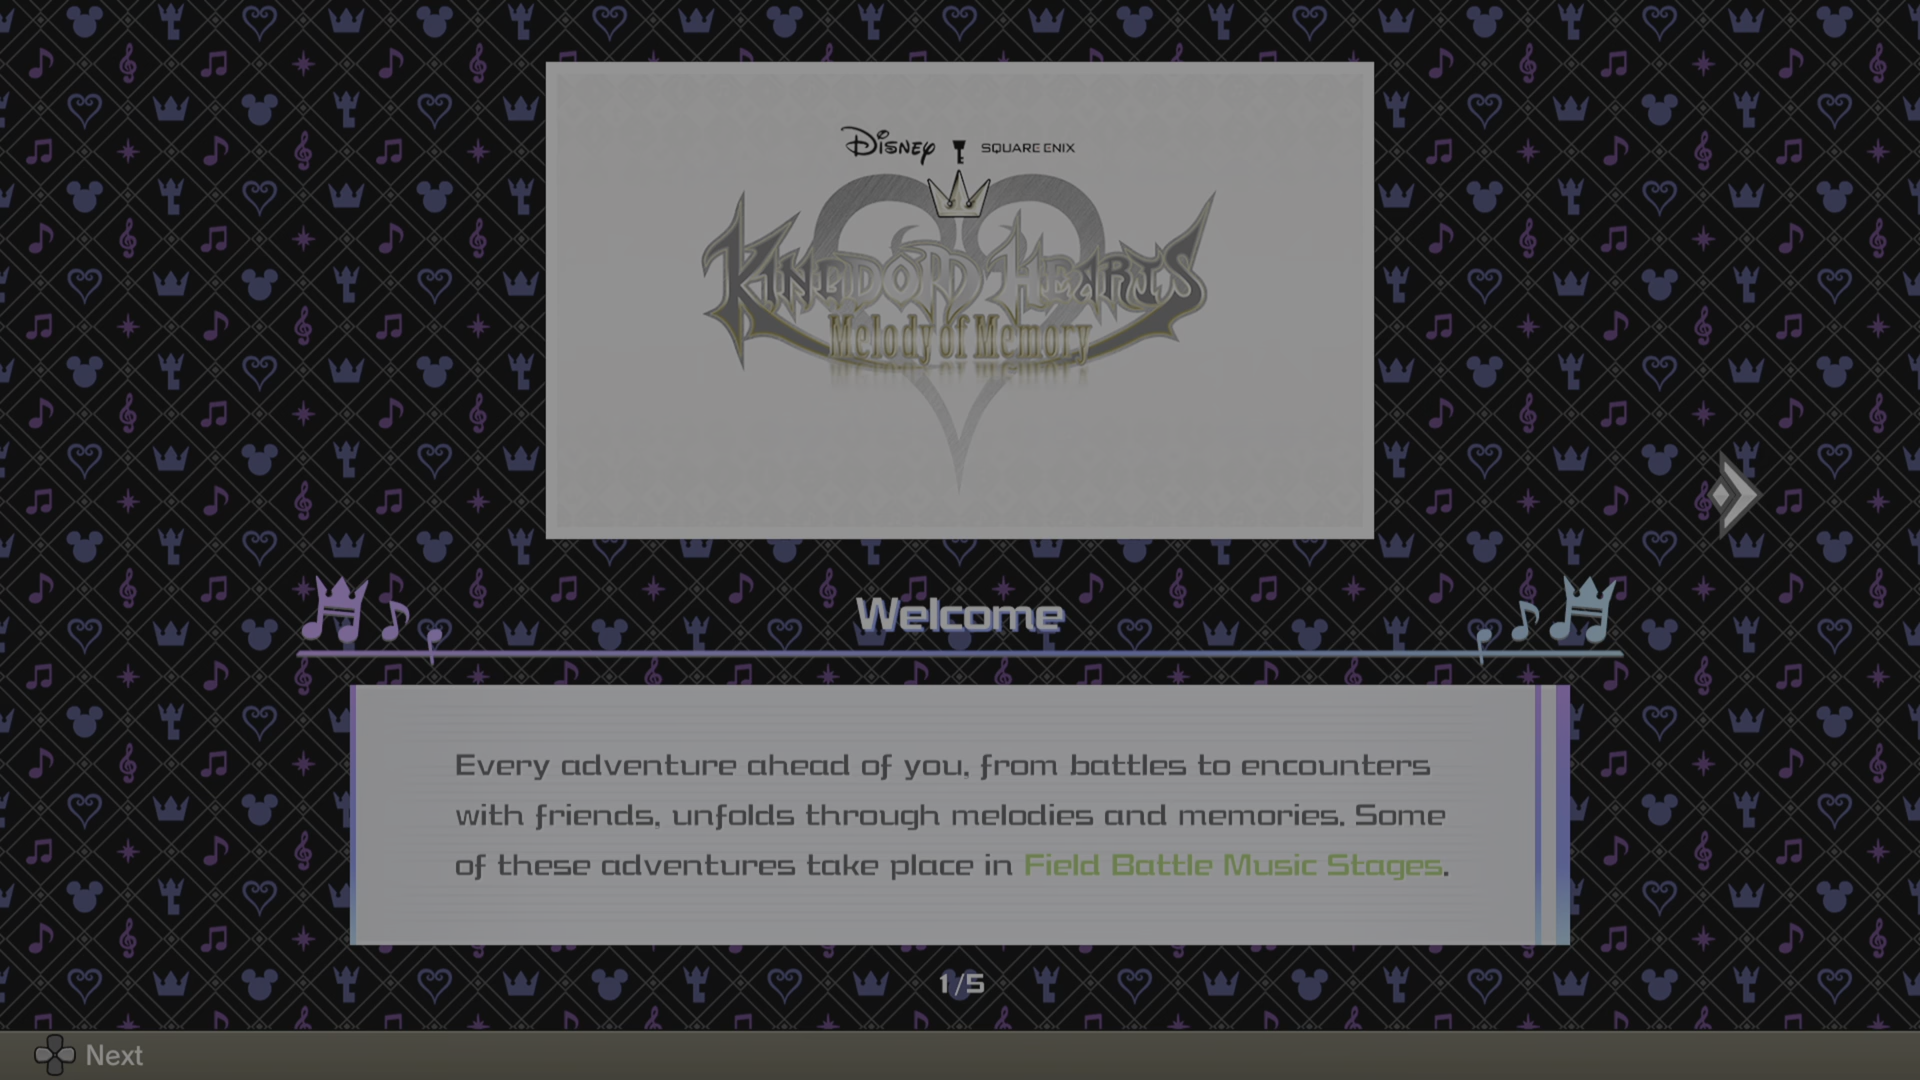 Disney SQUARE ENIX
KINGDOM HEARTS
Melody of Memory
Welcome
Every adventure ahead of you, from battles to encounters
with friends, unfolds through melodies and memories. Some
of these adventures take place in Field Battle Music Stages.
1/5
Next